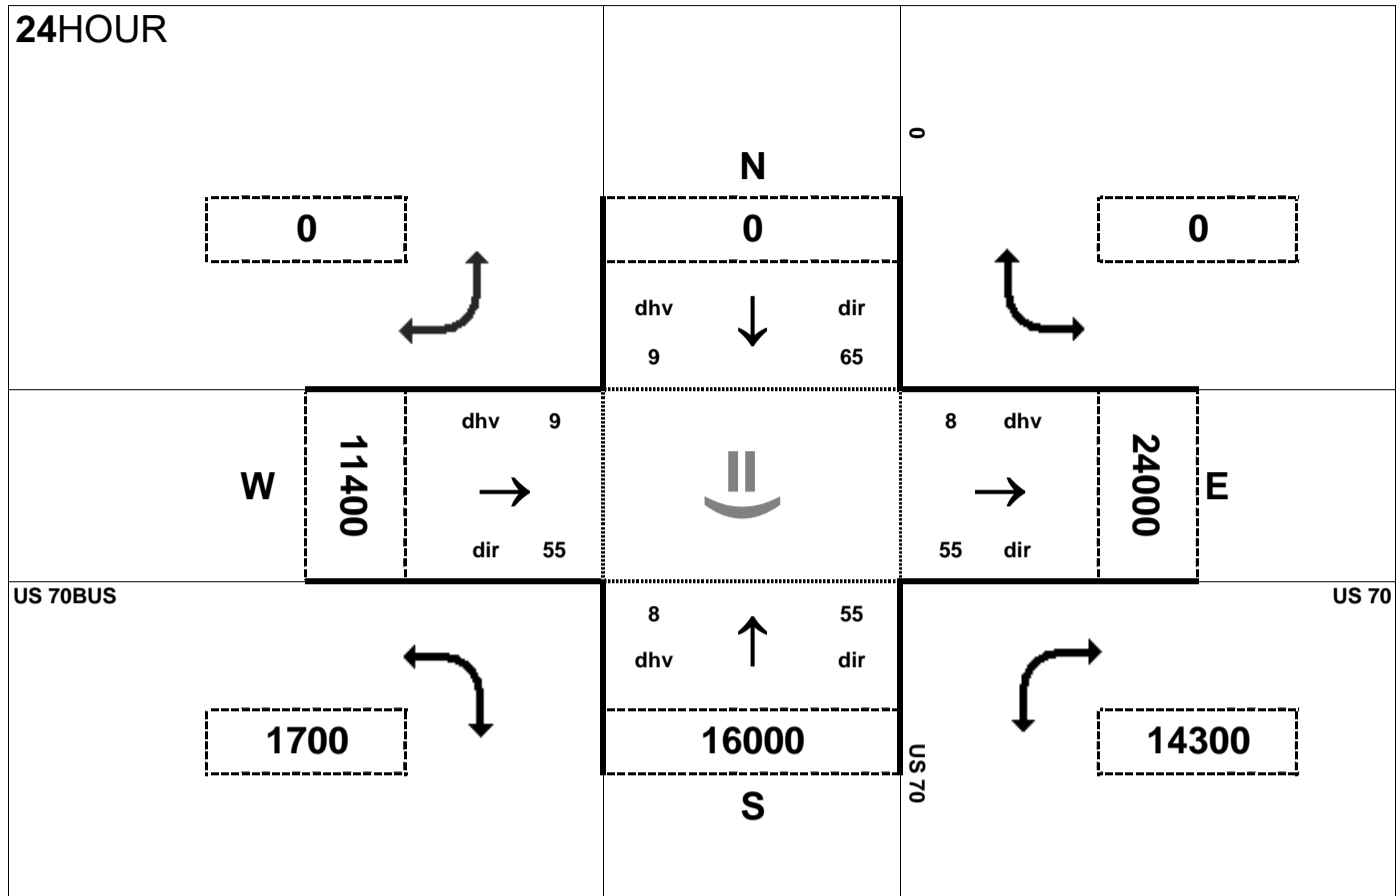 24HOUR
0
N
0
0
0
dhv
dir
9
65
dhv 9
8 dhv
W
11400
24000
E
dir 55
55 dir
US 70BUS
US 70
8
55
dhv
dir
1700
16000
14300
US 70
S